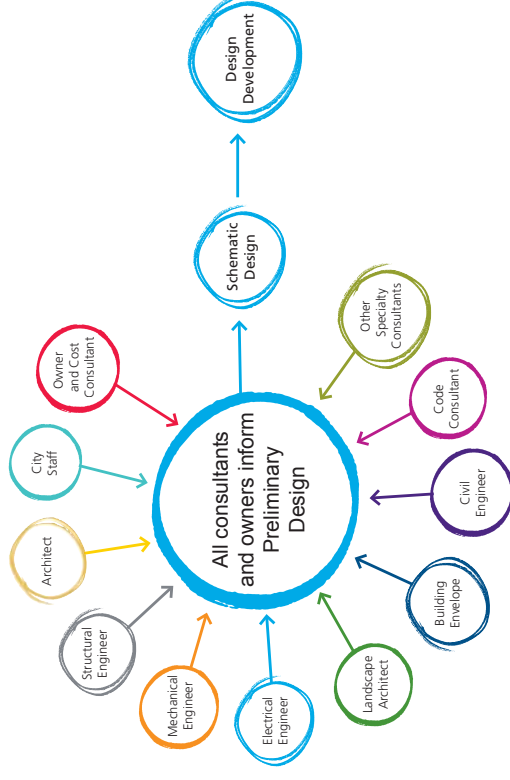 Design
Development
Schematic
Design
Owner
and Cost
Consultant
City
Staff
Architect
Structural
Engineer
Mechanical
Engineer
Electrical
Engineer
Landscape
Architect
Building
Envelope
Civil
Engineer
Code
Consultant
Other
Specialty
Consultants
All consultants
and owners inform
Preliminary
Design